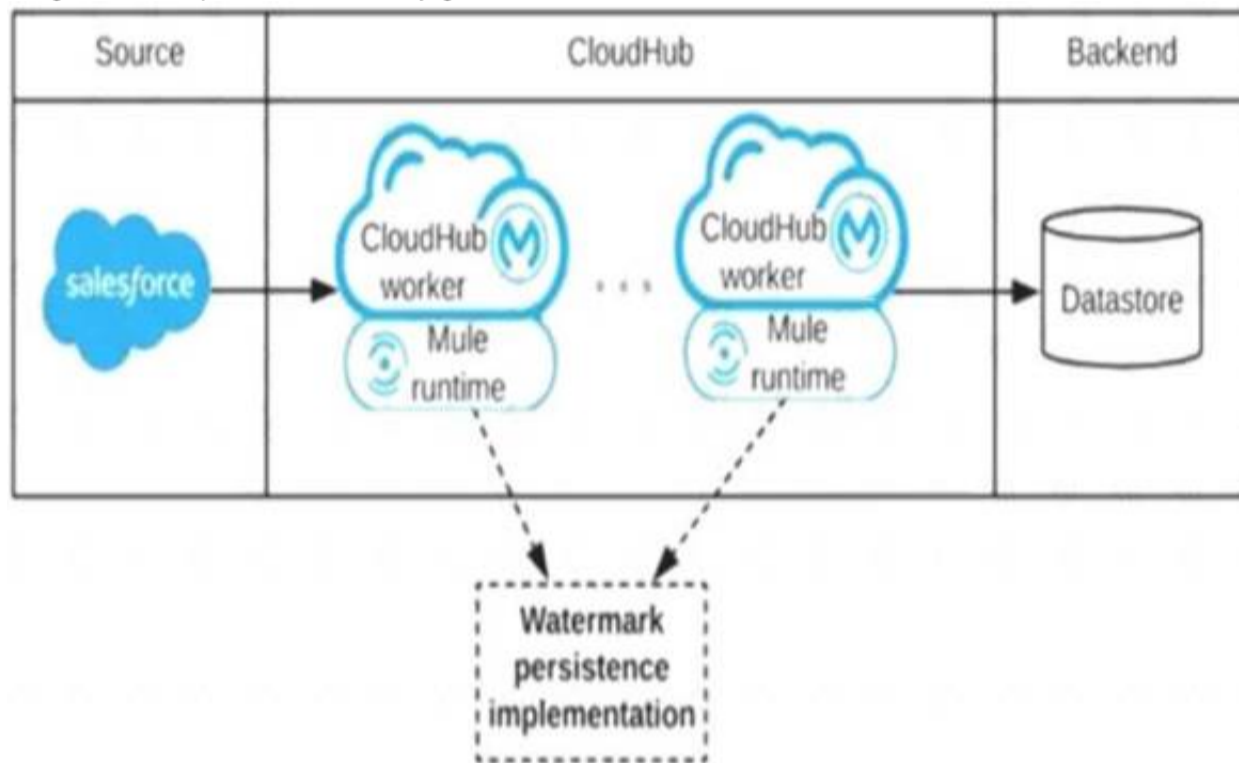 Source
CloudHub
Backend
salesforce
CloudHub
worker
Mule
runtime
CloudHub
worker
Mule
runtime
Datastore
Watermark
persistence
implementation